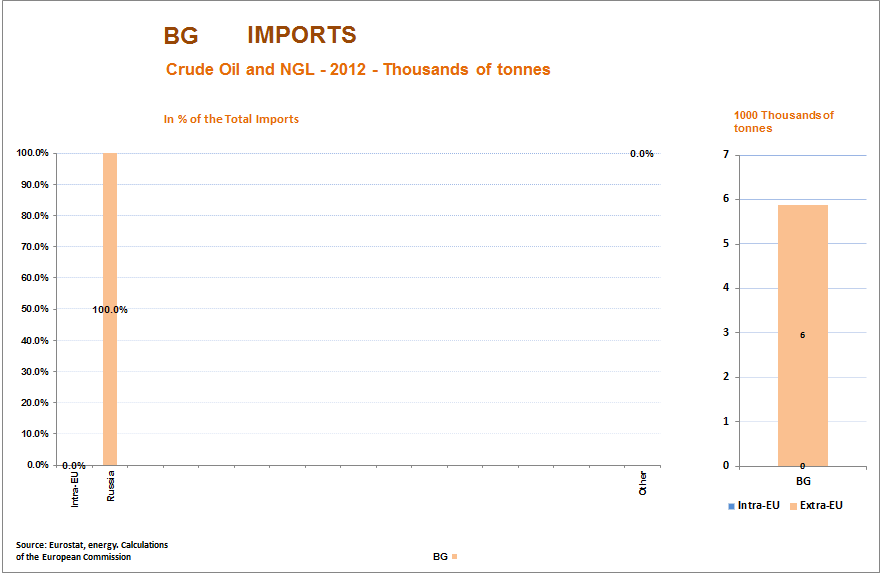 BG IMPORTS
Crude Oil and NGL - 2012 - Thousands of tonnes
In % of the Total Imports
100.0%
90.0%
80.0%
70.0%
60.0%
50.0%
40.0%
30.0%
20.0%
10.0%
0.0%
0.0%
100.0%
0.0%
Intra-EU
Russia
Other
BG
1000 Thousands of
tonnes
7
6
5
4
3
2
1
0
6
0
BG
Intra-EU Extra-EU
Source: Eurostat, energy. Calculations
of the European Commission